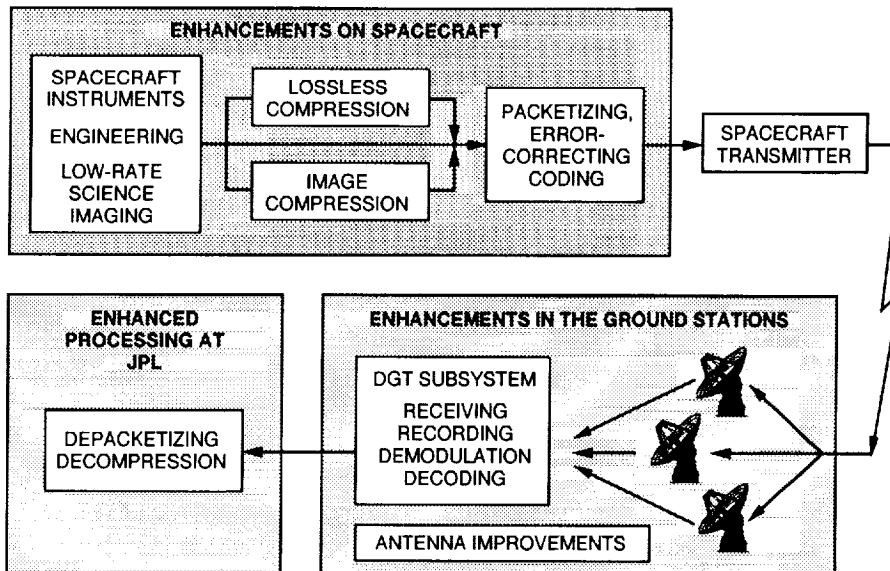 ENHANCEMENTS ON SPACECRAFT
SPACECRAFT
INSTRUMENTS
ENGINEERING
LOW-RATE
SCIENCE
IMAGING
LOSSLESS
COMPRESSION
IMAGE
COMPRESSION
PACKETIZING,
ERROR-
CORRECTING
CODING
SPACECRAFT
TRANSMITTER
ENHANCED
PROCESSING AT
JPL
DEPACKETIZING
DECOMPRESSION
ENHANCEMENTS IN THE GROUND STATIONS
DGT SUBSYSTEM
RECEIVING
RECORDING
DEMODULATION
DECODING
ANTENNA IMPROVEMENTS